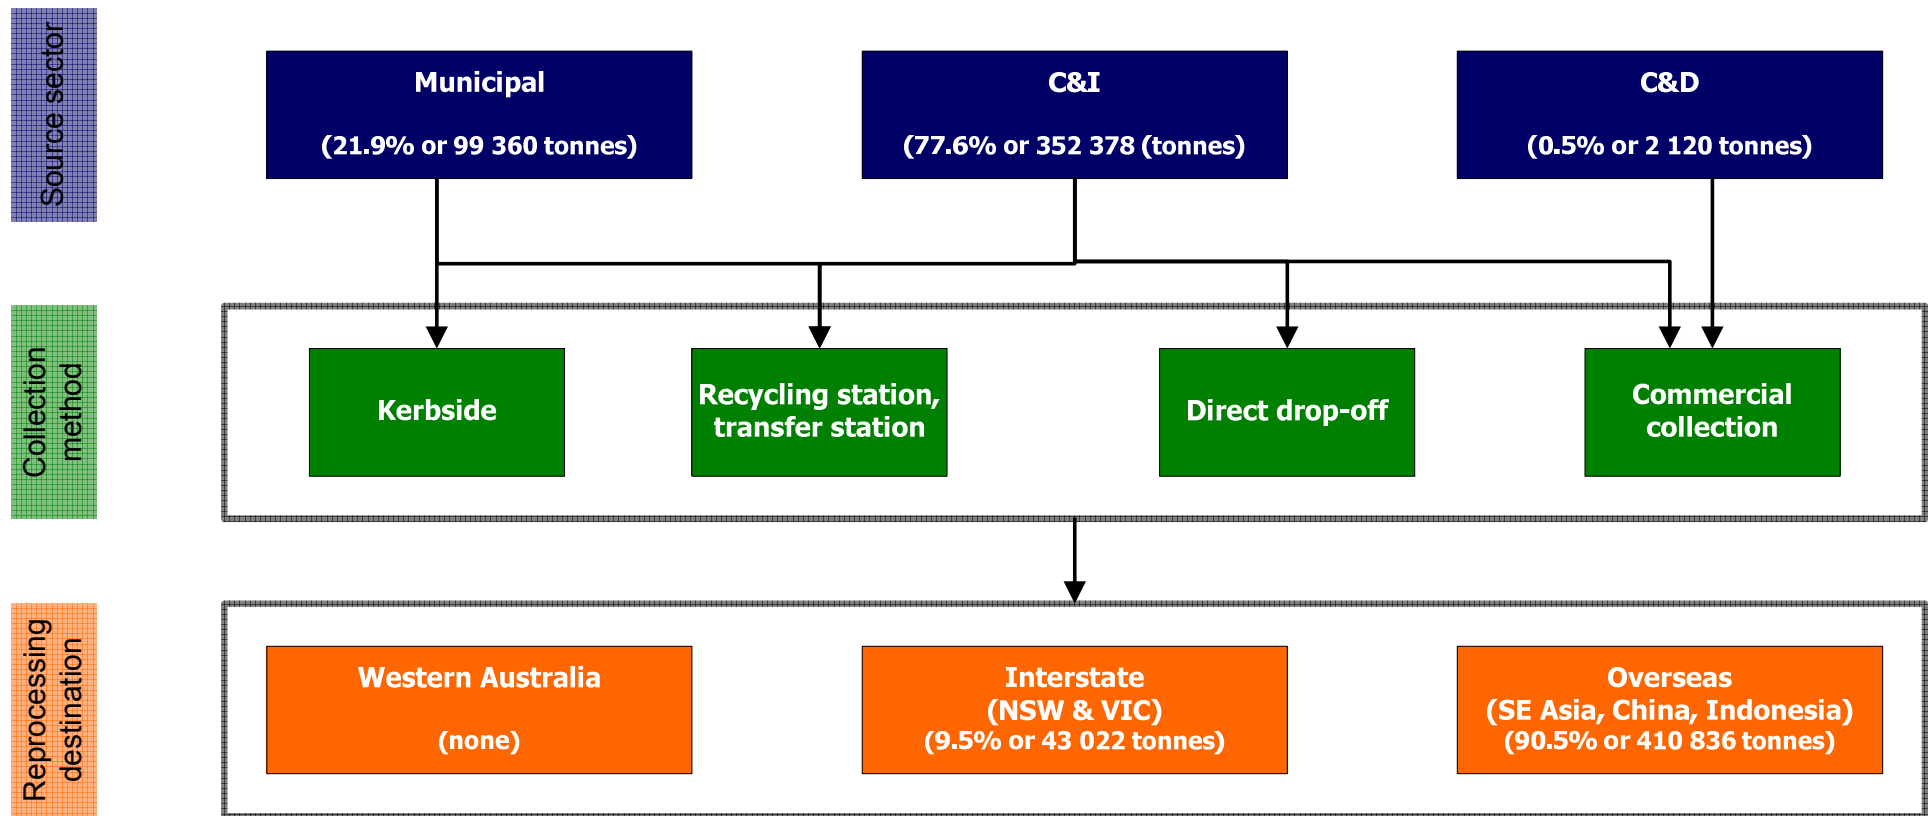 Source sector
Municipal
(21.9% or 99 360 tonnes)
C&I
(77.6% or 352 378 (tonnes)
C&D
(0.5% or 2 120 tonnes)
Collection
method
Kerbside
Recycling station,
transfer station
Direct drop-off
Commercial
collection
Reprocessing
destination
Western Australia
(none)
Interstate
(NSW & VIC)
(9.5% or 43 022 tonnes)
Overseas
(SE Asia, China, Indonesia)
(90.5% or 410 836 tonnes)